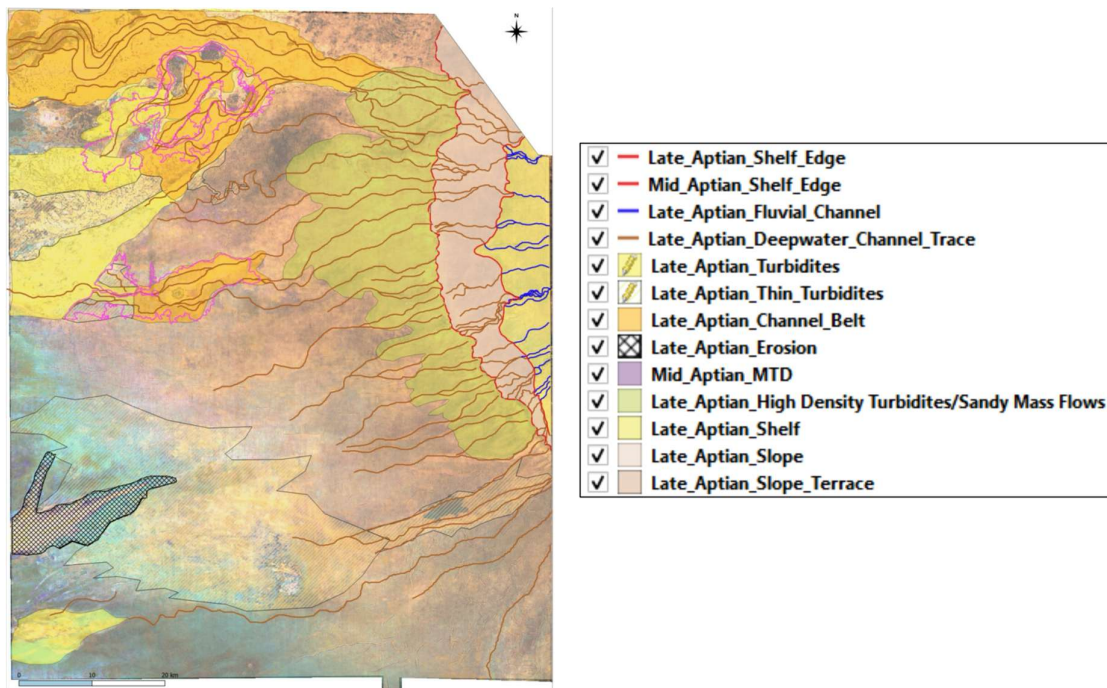 N
Late_Aptian_Shelf_Edge
Mid_Aptian_Shelf_Edge
Late_Aptian_Fluvial_Channel
Late_Aptian_Deepwater_Channel_Trace
Late_Aptian_Turbidites
Late_Aptian_Thin_Turbidites
Late_Aptian_Channel_Belt
Late_Aptian_Erosion
Mid_Aptian_MTD
Late_Aptian_High Density Turbidites/Sandy Mass Flows
Late_Aptian_Shelf
Late_Aptian_Slope
Late_Aptian_Slope_Terrace
0 10 20 km